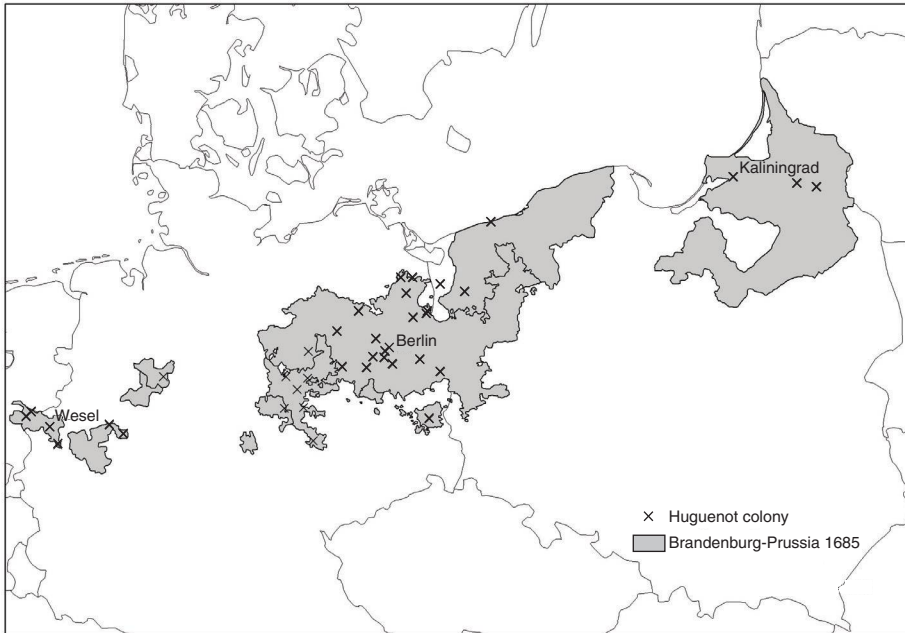 Kaliningrad
Berlin
Wesel
Huguenot colony
Brandenburg-Prussia 1685